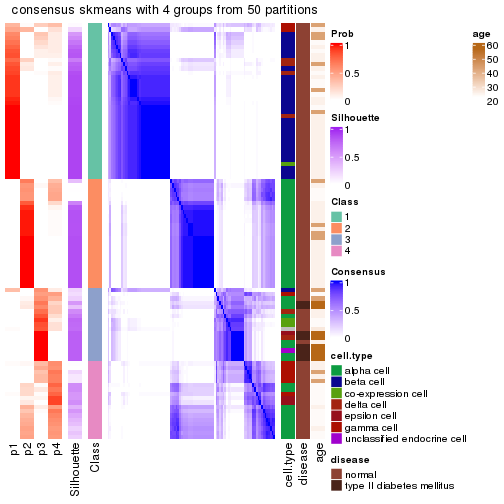 consensus skmeans with 4 groups from 50 partitions
Prob
1
0.5
0
Silhouette
1
0.5
0
Class
1
2
3
4
Consensus
1
0.5
0
cell.type
alpha cell
beta cell
co-expression cell
delta cell
epsilon cell
gamma cell
unclassified endocrine cell
disease
normal
type II diabetes mellitus
age
60
50
40
30
20
p1
p2
p3
p4
Silhouette
Class
cell.type
disease
age